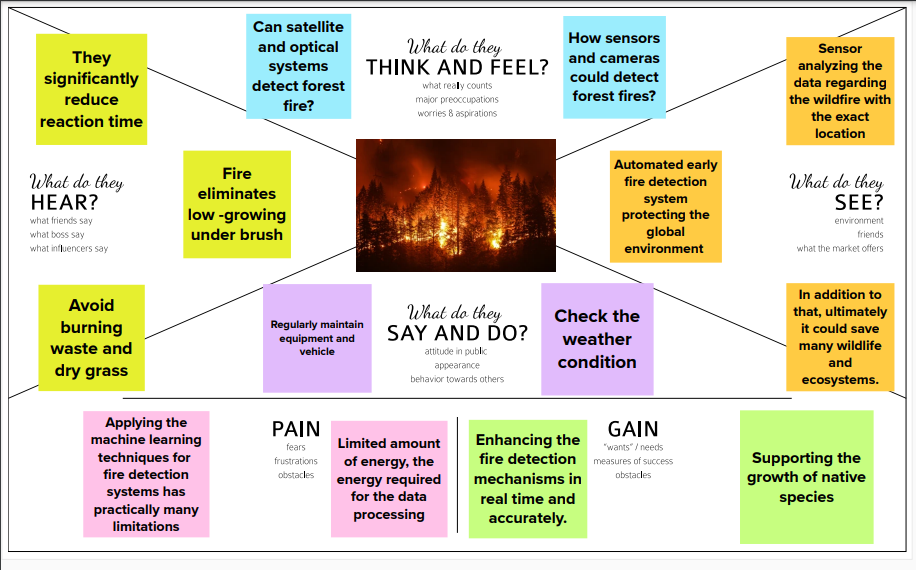 They
significantly
reduce
reaction time
Can satellite
and optical
systems
detect forest
fire?
What do they
THINK AND FEEL?
what really counts
major preoccupations
worries & aspirations
How sensors
and cameras
could detect
forest fires?
Sensor
analyzing the
data regarding
the wildfire with
the exact
location
What do they
HEAR?
what friends say
what boss say
what influencers say
Fire
eliminates
low -growing
under brush
Automated early
fire detection
system
protecting the
global
environment
What do they
SEE?
environment
friends
what the market offers
Avoid
burning
waste and
dry grass
Regularly maintain
equipment and
vehicle
What do they
SAY AND DO?
attitude in public
appearance
behavior towards others
Check the
weather
condition
In addition to
that, ultimately
it could save
many wildlife
and
ecosystems.
Applying the
machine learning
techniques for
fire detection
systems has
practically many
limitations
PAIN
fears
frustrations
obstacles
Limited amount
of energy, the
energy required
for the data
processing
Enhancing the
fire detection
mechanisms in
real time and
accurately.
GAIN
"wants" / needs
measures of success
obstacles
Supporting the
growth of native
species